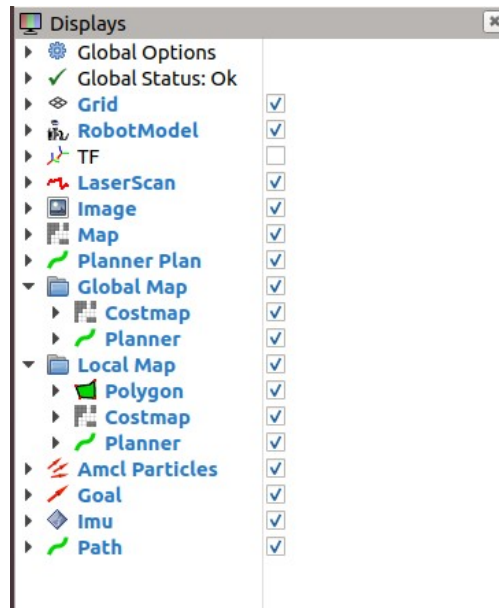 Displays
Global Options
Global Status: Ok
Grid
RobotModel
TF
LaserScan
Image
Map
Planner Plan
Global Map
Costmap
Planner
Local Map
Polygon
Costmap
Planner
Amcl Particles
Goal
Imu
Path